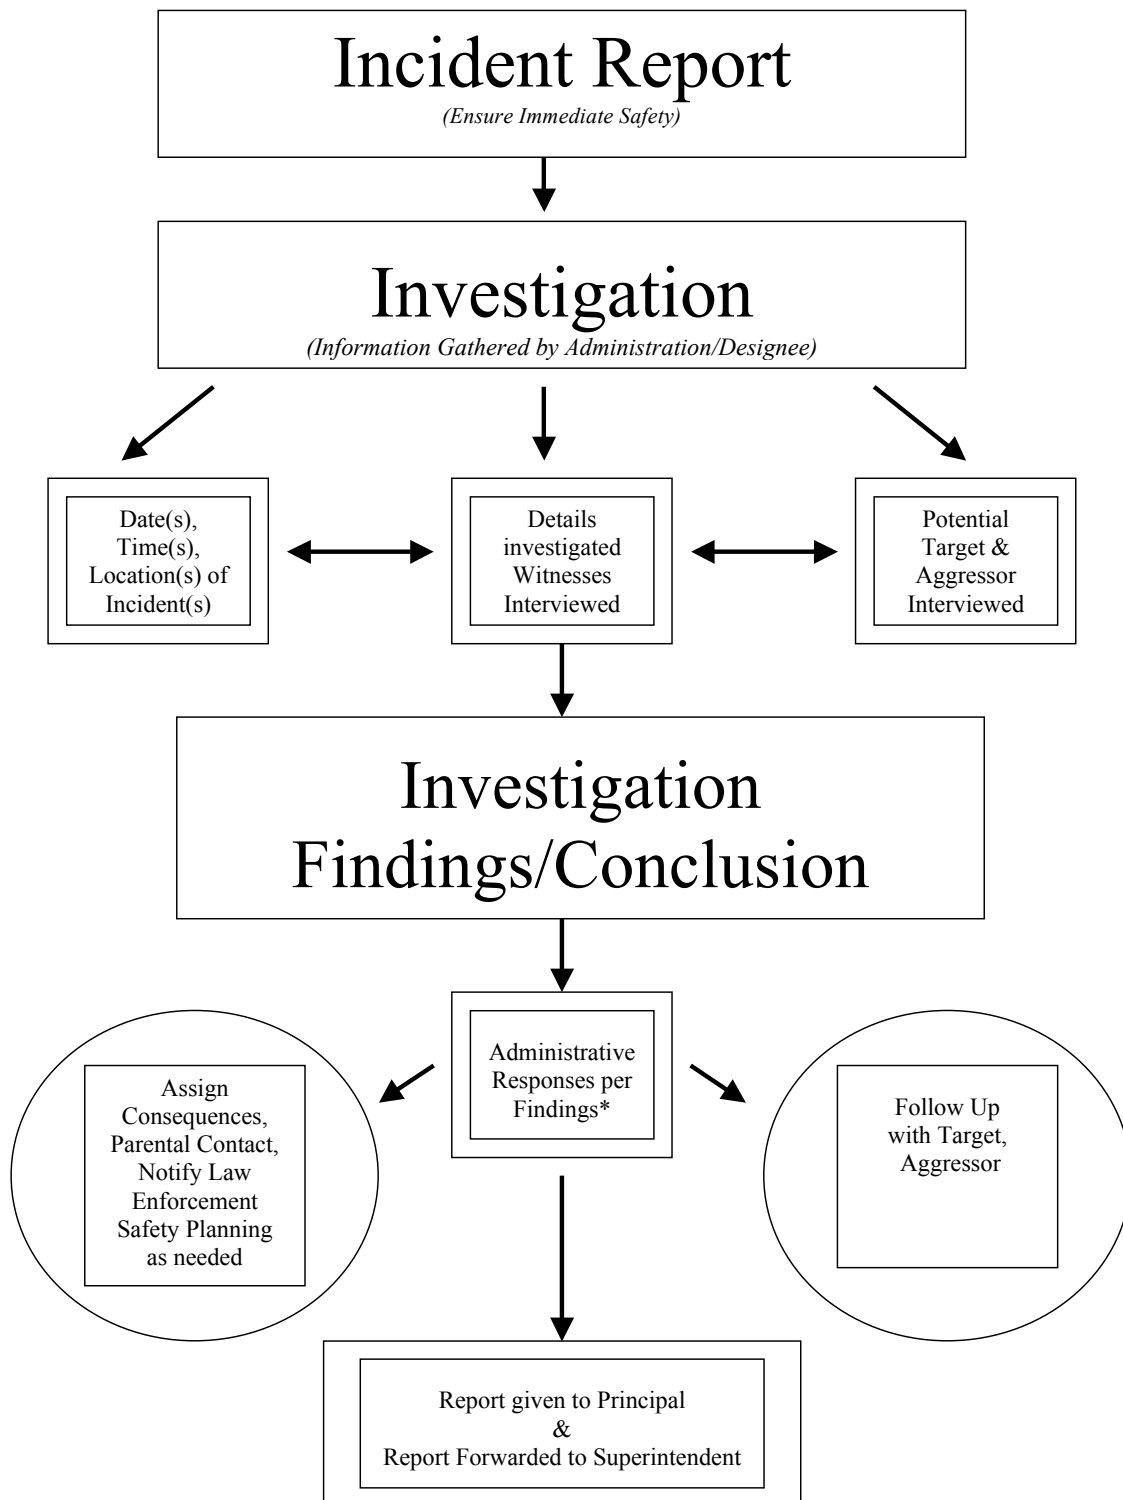 Incident Report
(Ensure Immediate Safety)
Investigation
(Information Gathered by Administration/Designee)
Date(s),
Time(s),
Location(s) of
Incident(s)
Details
investigated
Witnesses
Interviewed
Potential
Target &
Aggressor
Interviewed
Investigation
Findings/Conclusion
Administrative
Responses per
Findings*
Assign
Consequences,
Parental Contact,
Notify Law
Enforcement
Safety Planning
as needed
Follow Up
with Target,
Aggressor
Report given to Principal
&
Report Forwarded to Superintendent